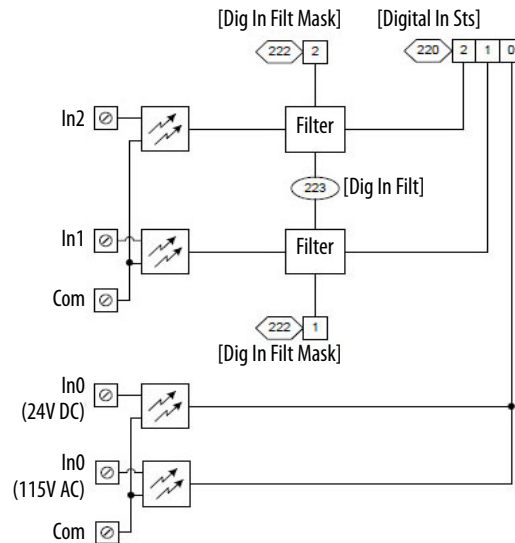 [Dig In Filt Mask] [Digital In Sts]
222 2 220 2 1 0
In2
Filter
223 [Dig In Filt]
In1
Filter
Com
222 1
[Dig In Filt Mask]
In0
(24V DC)
In0
(115V AC)
Com